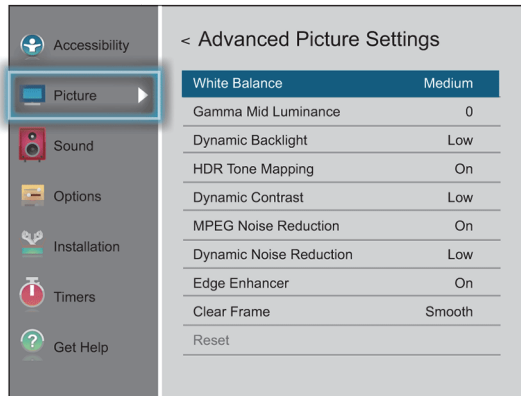 Accessibility
Picture
Sound
Options
Installation
Timers
Get Help
< Advanced Picture Settings
White Balance Medium
Gamma Mid Luminance 0
Dynamic Backlight Low
HDR Tone Mapping On
Dynamic Contrast Low
MPEG Noise Reduction On
Dynamic Noise Reduction Low
Edge Enhancer On
Clear Frame Smooth
Reset